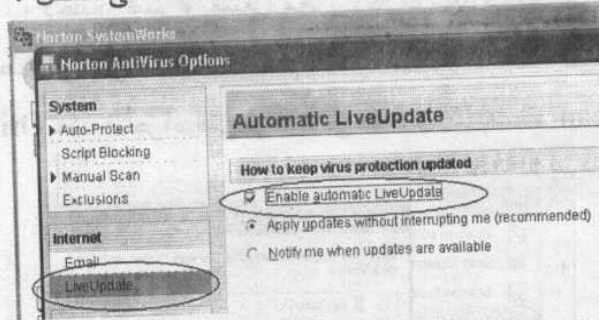 Norton SystemWorks
Norton AntiVirus Options
System
Auto-Protect
Script Blocking
Manual Scan
Exclusions
Internet
Email
LiveUpdate
Automatic LiveUpdate
How to keep virus protection updated
Enable automatic LiveUpdate
Apply updates without interrupting me (recommended)
Notify me when updates are available